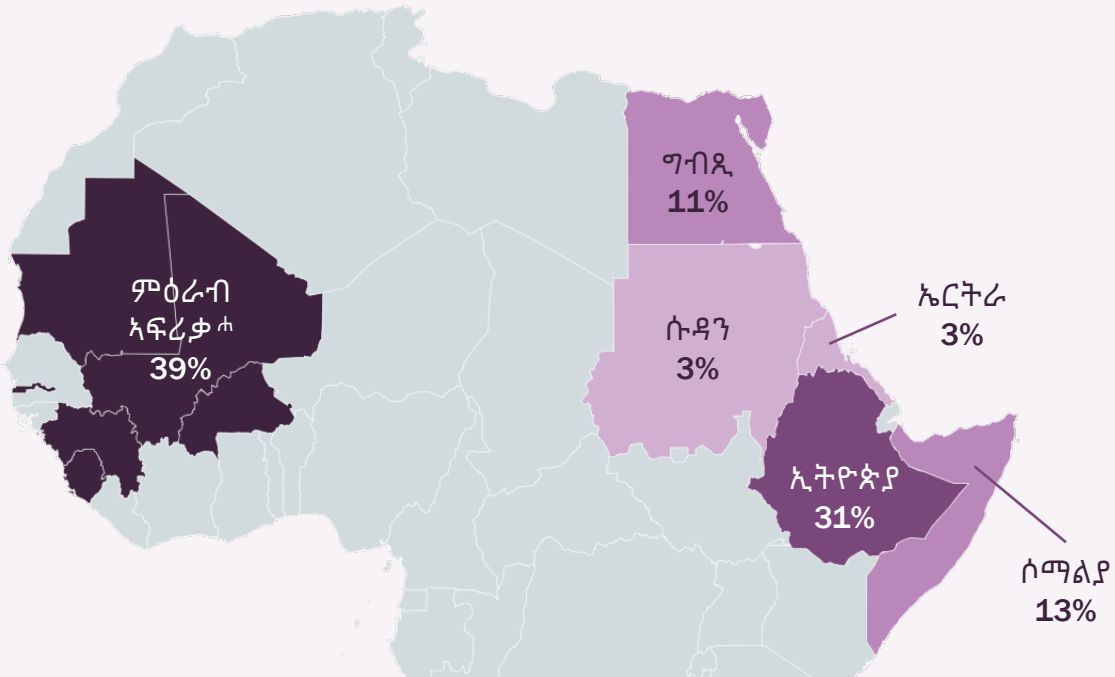 ግብጺ
11%
ምዕራብ
ኣፍሪቃ ሐ
39%
ሱዳን
3%
ኤርትራ
3%
ኢትዮጵያ
31%
ሶማልያ
13%